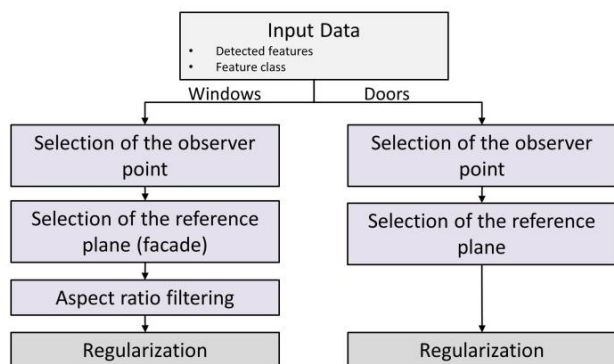 Input Data
• Detected features
• Feature class
Windows
Doors
Selection of the observer
point
Selection of the reference
plane (facade)
Aspect ratio filtering
Regularization
Selection of the observer
point
Selection of the reference
plane
Regularization